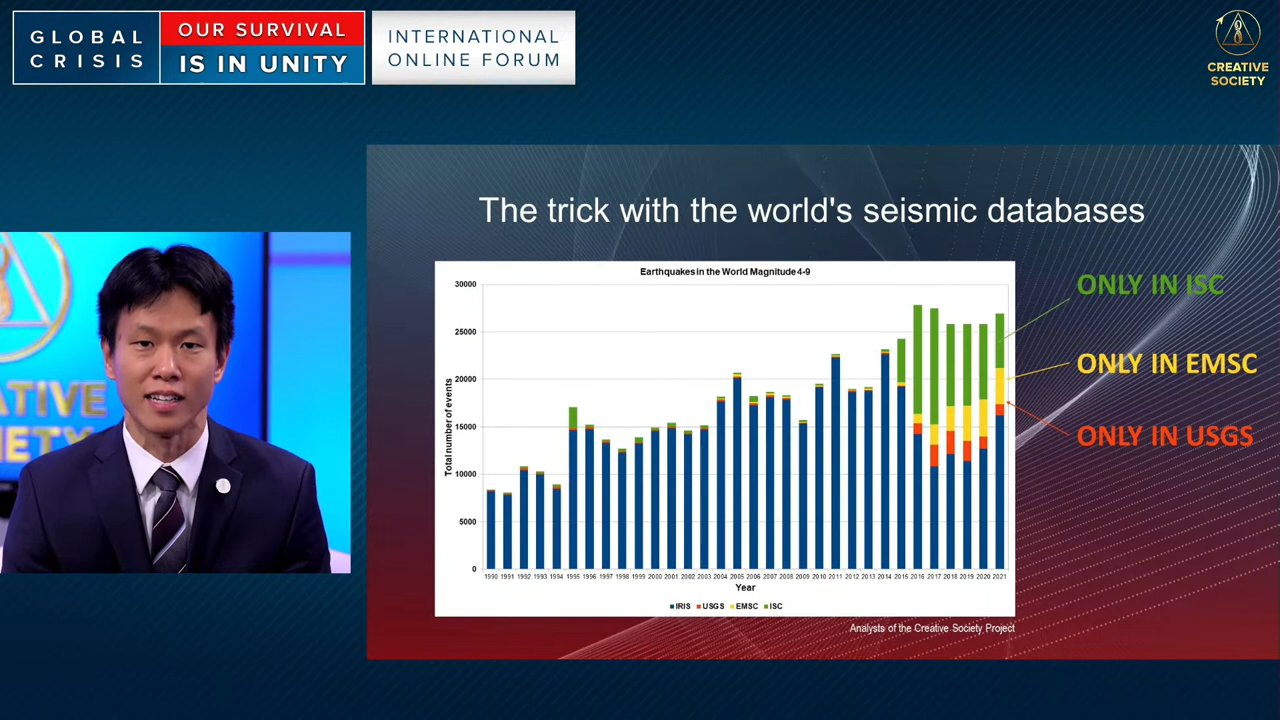 GLOBAL
CRISIS
OUR SURVIVAL
IS IN UNITY
INTERNATIONAL
ONLINE FORUM
CREATIVE
SOCIETY
The trick with the world's seismic databases
Earthquakes in the World Magnitude 4-9
Total number of events
30000
25000
20000
15000
10000
5000
0
1990 1991 1992 1993 1994 1995 1996 1997 1998 1999 2000 2001 2002 2003 2004 2005 2006 2007 2008 2009 2010 2011 2012 2013 2014 2015 2016 2017 2018 2019 2020 2021
Year
IRIS USGS EMSC ISC
ONLY IN ISC
ONLY IN EMSC
ONLY IN USGS
Analysts of the Creative Society Project
ATIVE
CIETY